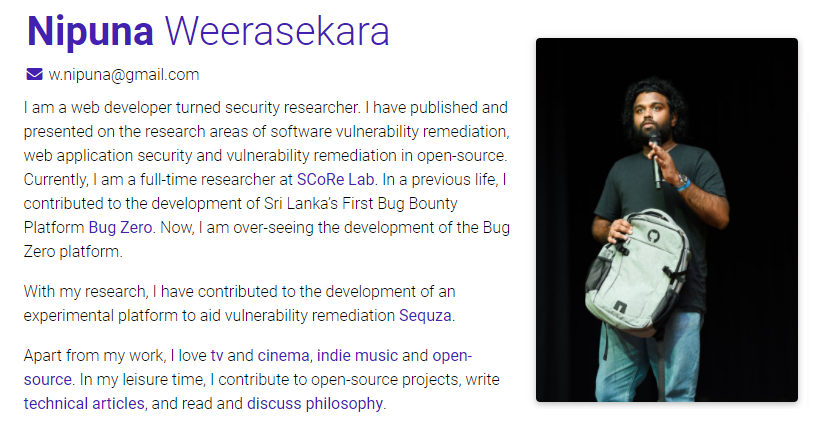 Nipuna Weerasekara
w.nipuna@gmail.com
I am a web developer turned security researcher. I have published and
presented on the research areas of software vulnerability remediation,
web application security and vulnerability remediation in open-source.
Currently, I am a full-time researcher at SCoRe Lab. In a previous life, I
contributed to the development of Sri Lanka's First Bug Bounty
Platform Bug Zero. Now, I am over-seeing the development of the Bug
Zero platform.
With my research, I have contributed to the development of an
experimental platform to aid vulnerability remediation Sequza.
Apart from my work, I love tv and cinema, indie music and open-
source. In my leisure time, I contribute to open-source projects, write
technical articles, and read and discuss philosophy.